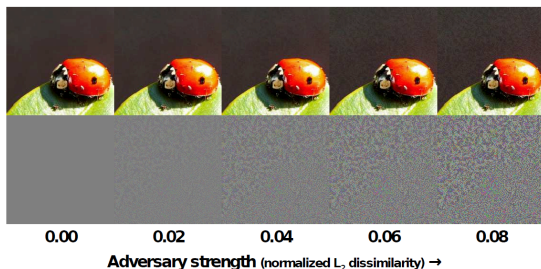 0.00 0.02 0.04 0.06 0.08
Adversary strength (normalized L₂ dissimilarity) →